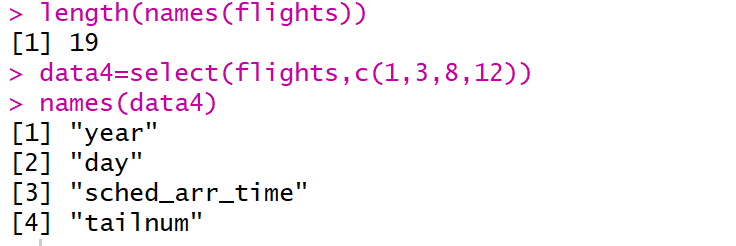 > length(names(flights))
[1] 19
> data4=select(flights,c(1,3,8,12))
> names(data4)
[1] "year"
[2] "day"
[3] "sched_arr_time"
[4] "tailnum"